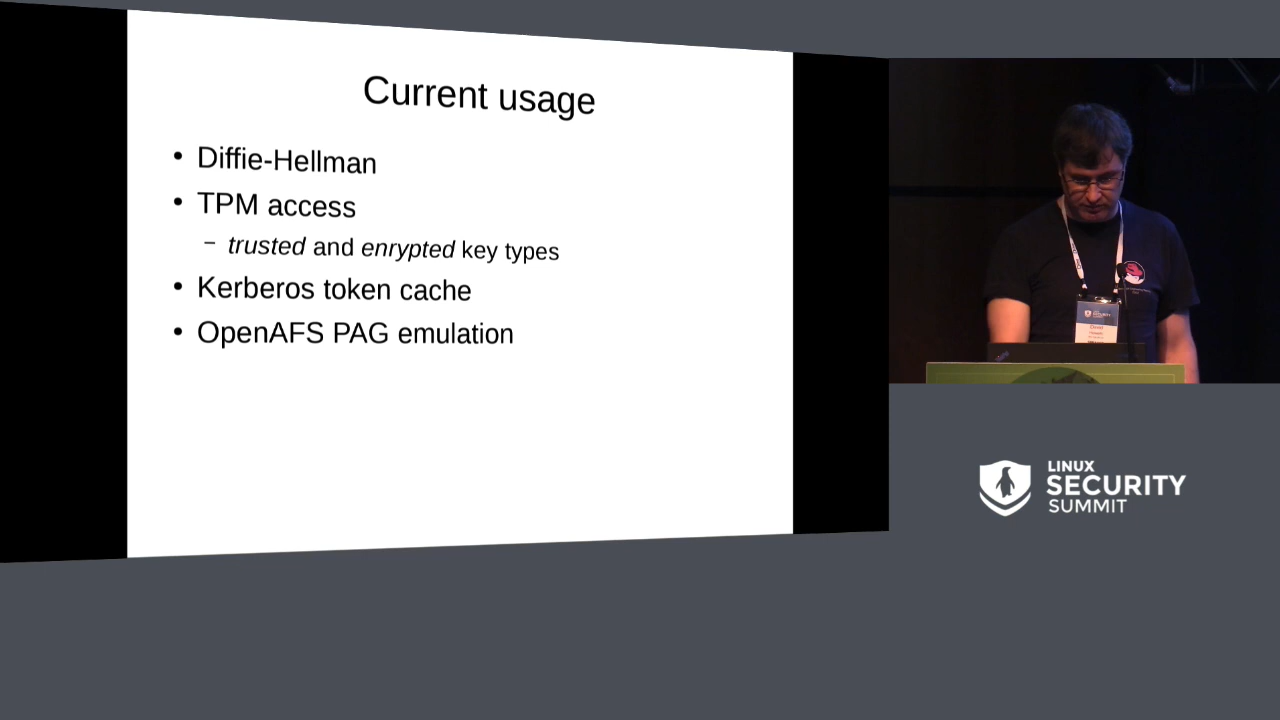 Current usage
• Diffie-Hellman
• TPM access
– trusted and enrypted key types
• Kerberos token cache
• OpenAFS PAG emulation
LINUX
SECURITY
SUMMIT